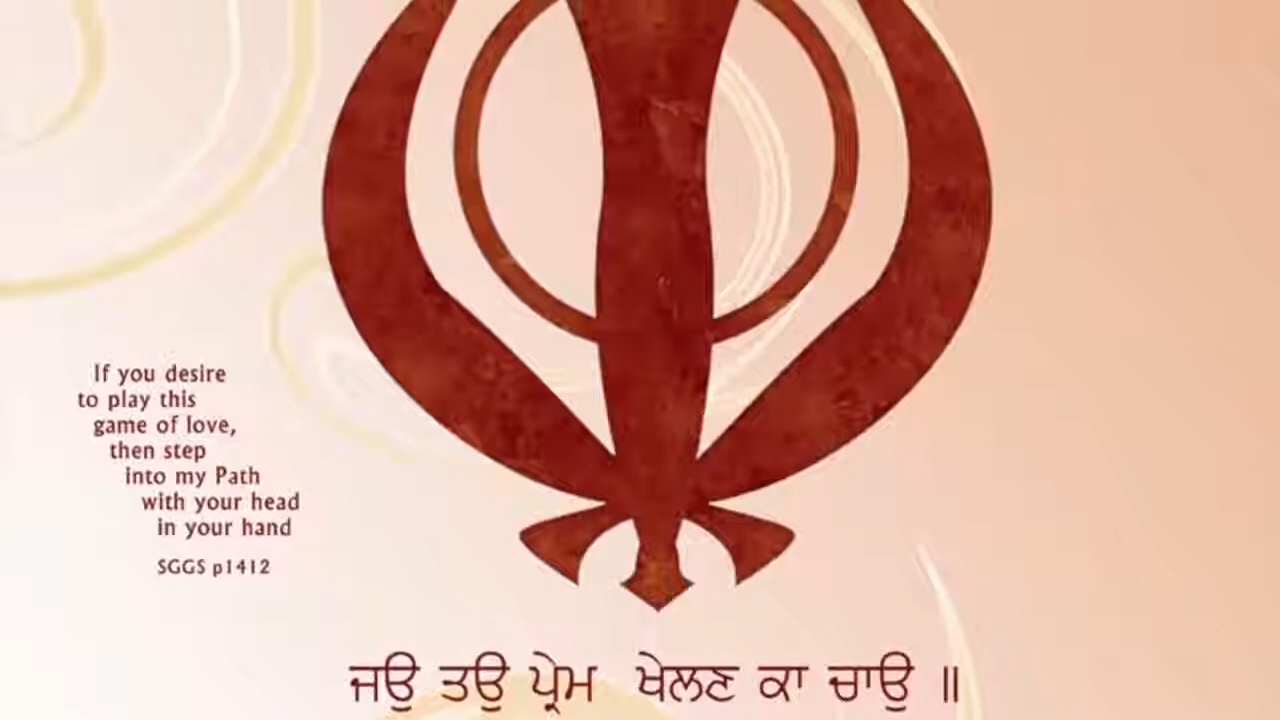 If you desire
to play this
game of love,
then step
into my Path
with your head
in your hand
SGGS p1412
ਜਉ ਤਉ ਪ੍ਰੇਮ ਖੇਲਣ ਕਾ ਚਾਉ ॥